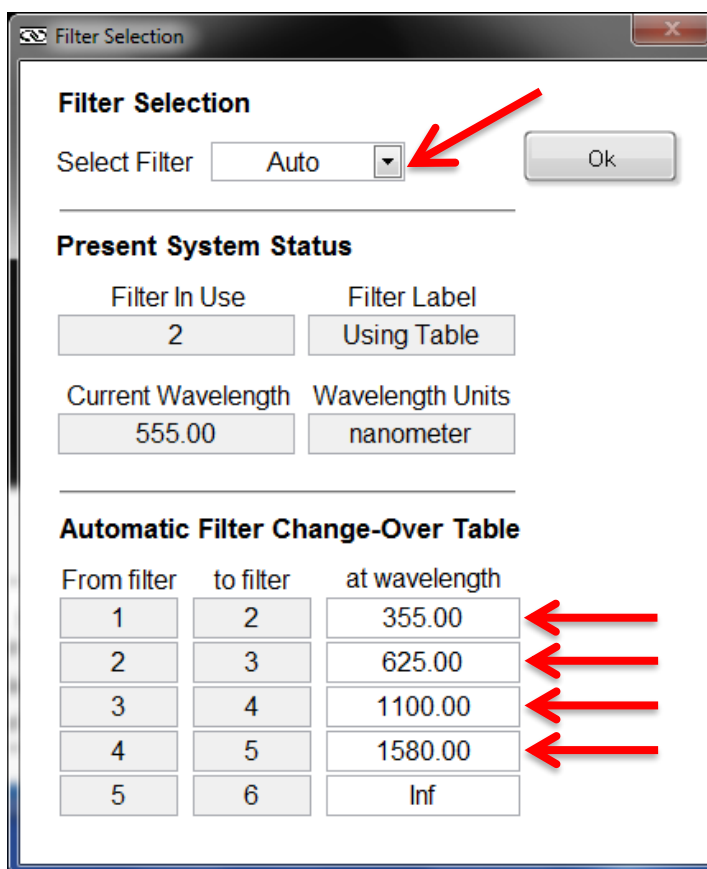 Filter Selection
Filter Selection
Select Filter Auto
Ok
Present System Status
Filter In Use Filter Label
2 Using Table
Current Wavelength Wavelength Units
555.00 nanometer
Automatic Filter Change-Over Table
From filter to filter at wavelength
1 2 355.00
2 3 625.00
3 4 1100.00
4 5 1580.00
5 6 Inf